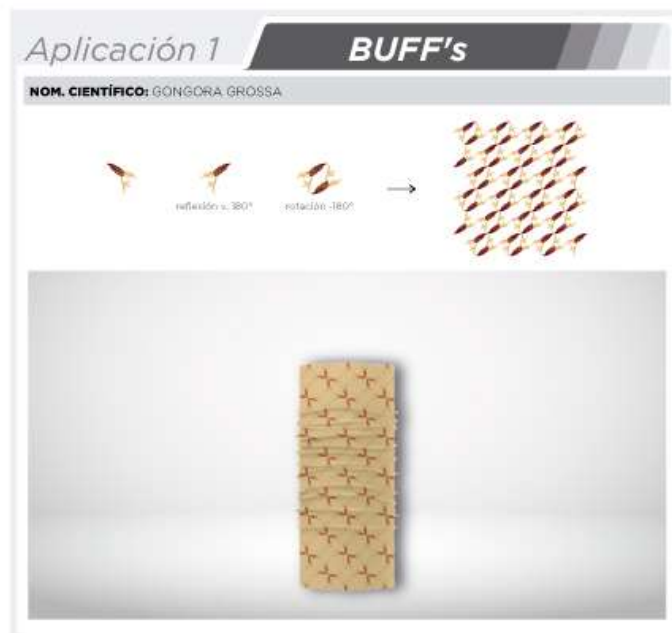 Aplicación 1
BUFF's
NOM. CIENTÍFICO: GONGORA GROSSA
reflexión v. 180°
rotación -180°